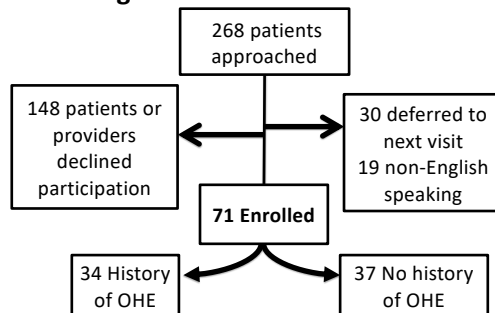 268 patients
approached
148 patients or
providers
declined
participation
30 deferred to
next visit
19 non-English
speaking
71 Enrolled
34 History
of OHE
37 No history
of OHE